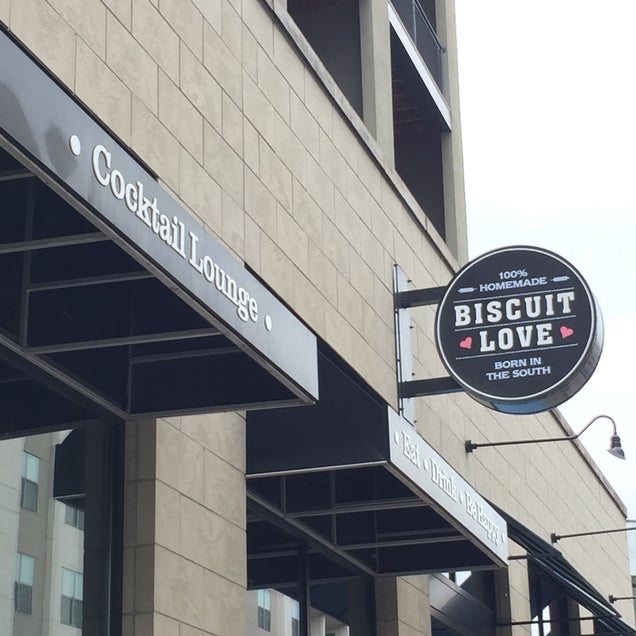 • Cocktail Lounge •
100%
HOMEMADE
BISCUIT
LOVE
BORN IN
THE SOUTH
• Eat • Drink • Be Happy •